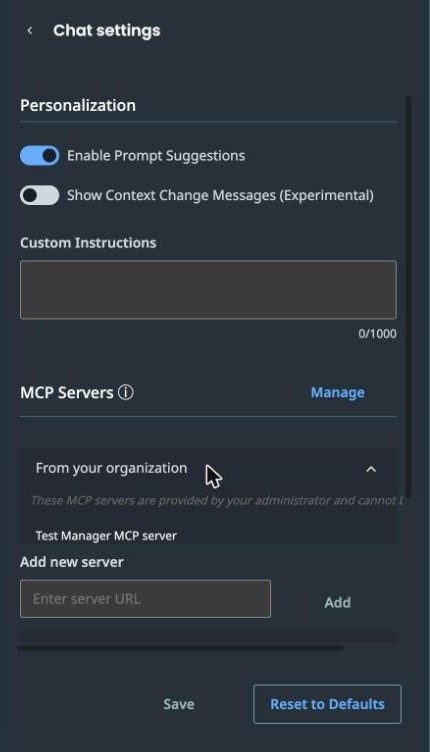 Chat settings
Personalization
Enable Prompt Suggestions
Show Context Change Messages (Experimental)
Custom Instructions
0/1000
MCP Servers ⓘ
Manage
From your organization
These MCP servers are provided by your administrator and cannot
Test Manager MCP server
Add new server
Enter server URL
Add
Save
Reset to Defaults